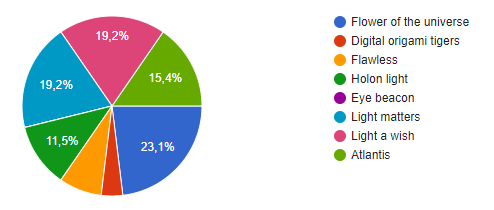 19,2%
19,2%
15,4%
11,5%
23,1%
Flower of the universe
Digital origami tigers
Flawless
Holon light
Eye beacon
Light matters
Light a wish
Atlantis